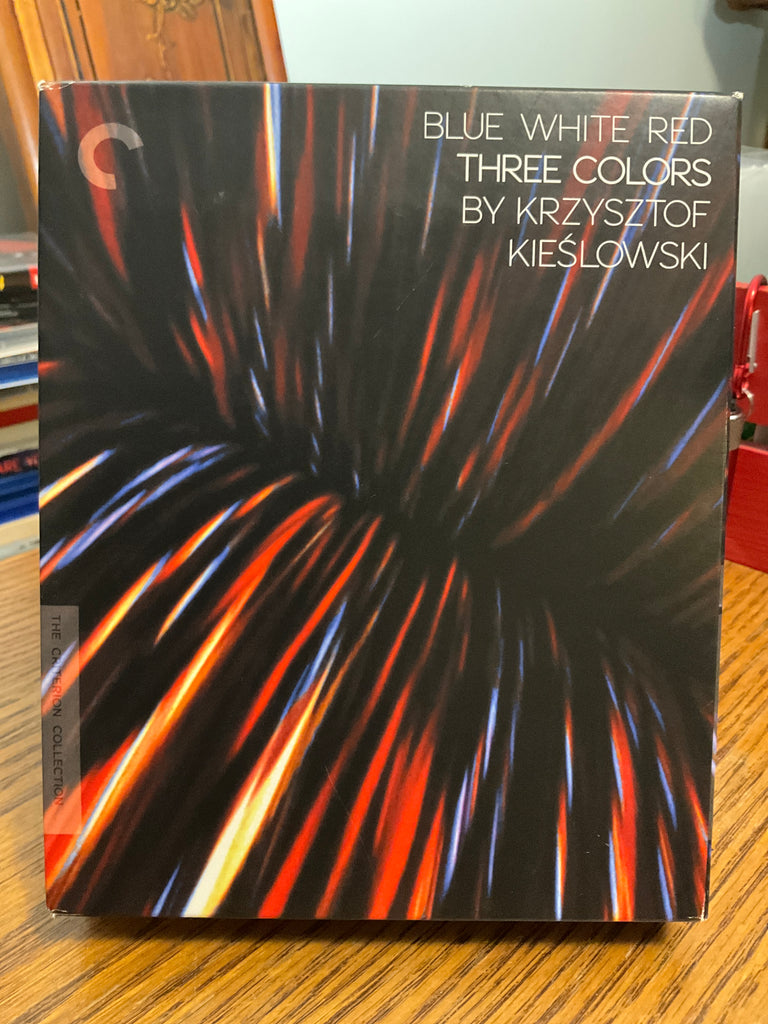 BLUE WHITE RED
THREE COLORS
BY KRZYSZTOF
KIEŚLOWSKI
THE CRITERION COLLECTION